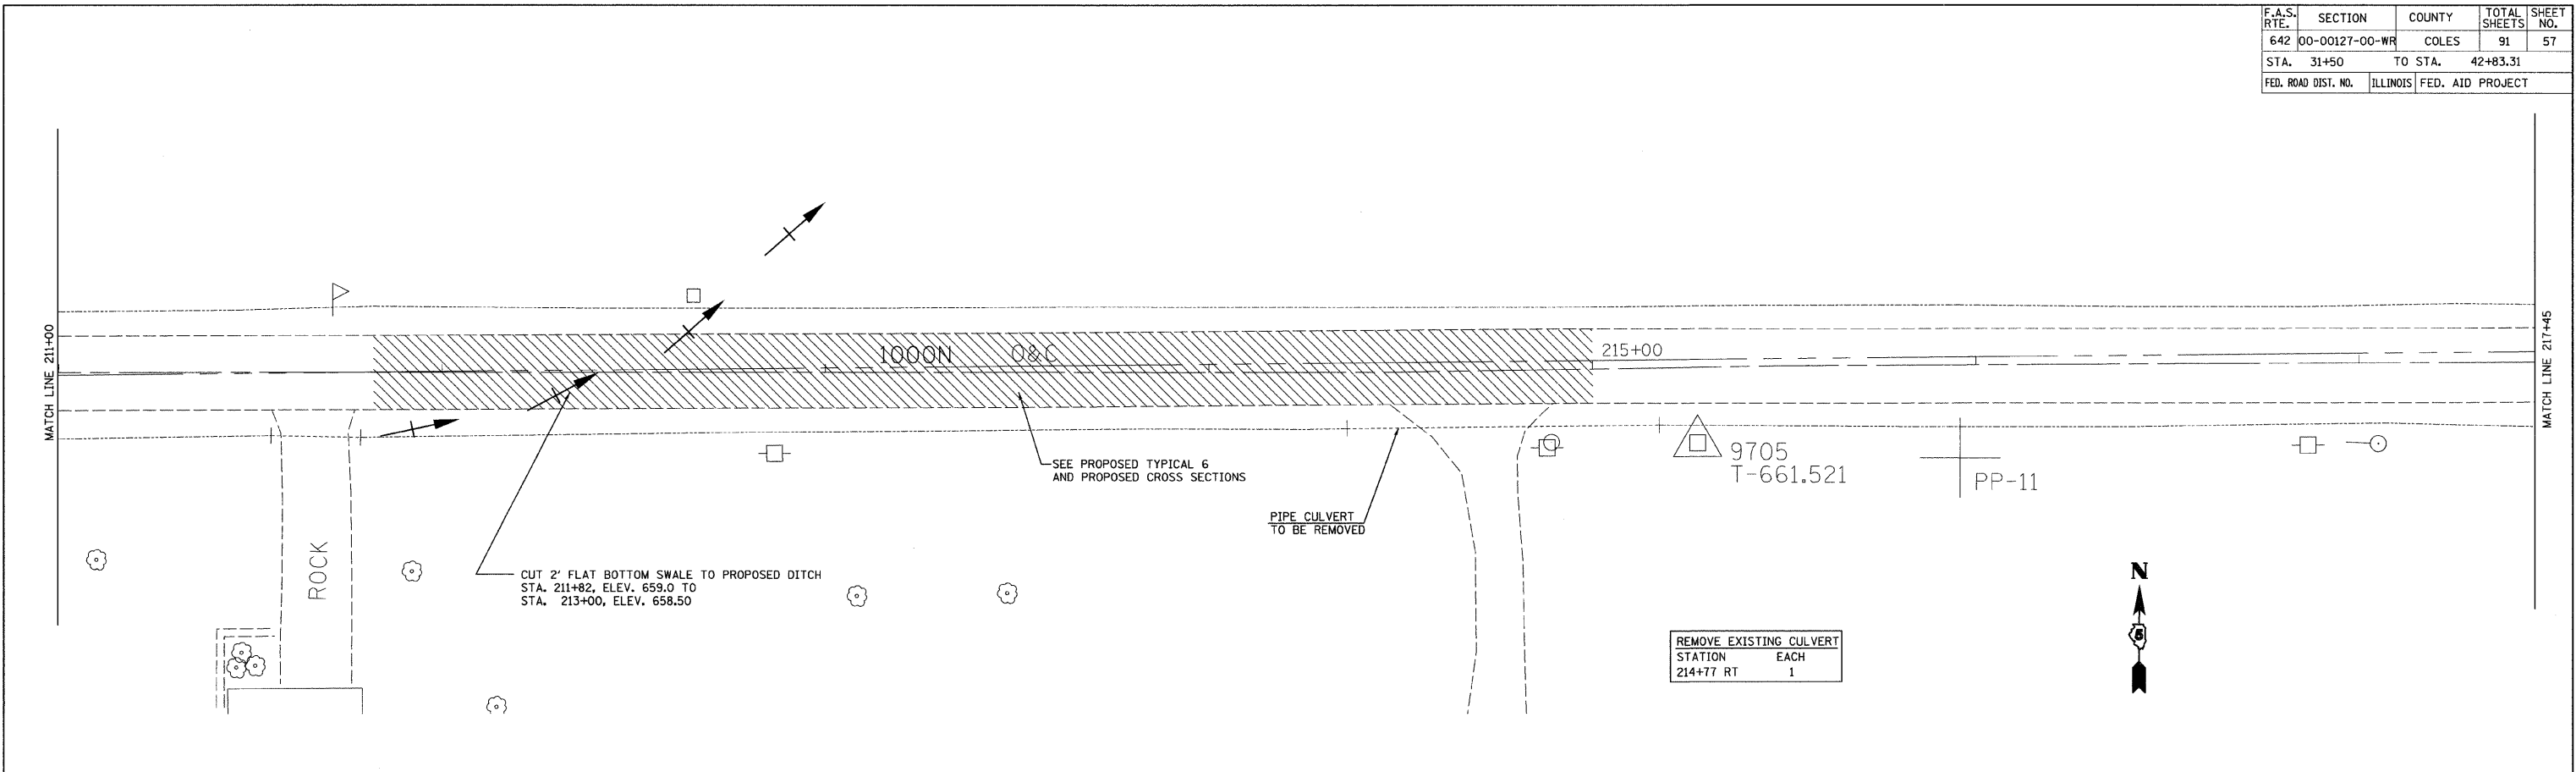 F.A.S. RTE. SECTION COUNTY TOTAL SHEETS SHEET NO.
642 00-00127-00-WR COLES 91 57
STA. 31+50 TO STA. 42+83.31
FED. ROAD DIST. NO. ILLINOIS FED. AID PROJECT
MATCH LINE 211+00
1000N O&C
215+00
MATCH LINE 217+45
SEE PROPOSED TYPICAL 6
AND PROPOSED CROSS SECTIONS
9705
T-661.521
PP-11
PIPE CULVERT
TO BE REMOVED
ROCK
CUT 2' FLAT BOTTOM SWALE TO PROPOSED DITCH
STA. 211+82, ELEV. 659.0 TO
STA. 213+00, ELEV. 658.50
N
5
REMOVE EXISTING CULVERT
STATION EACH
214+77 RT 1